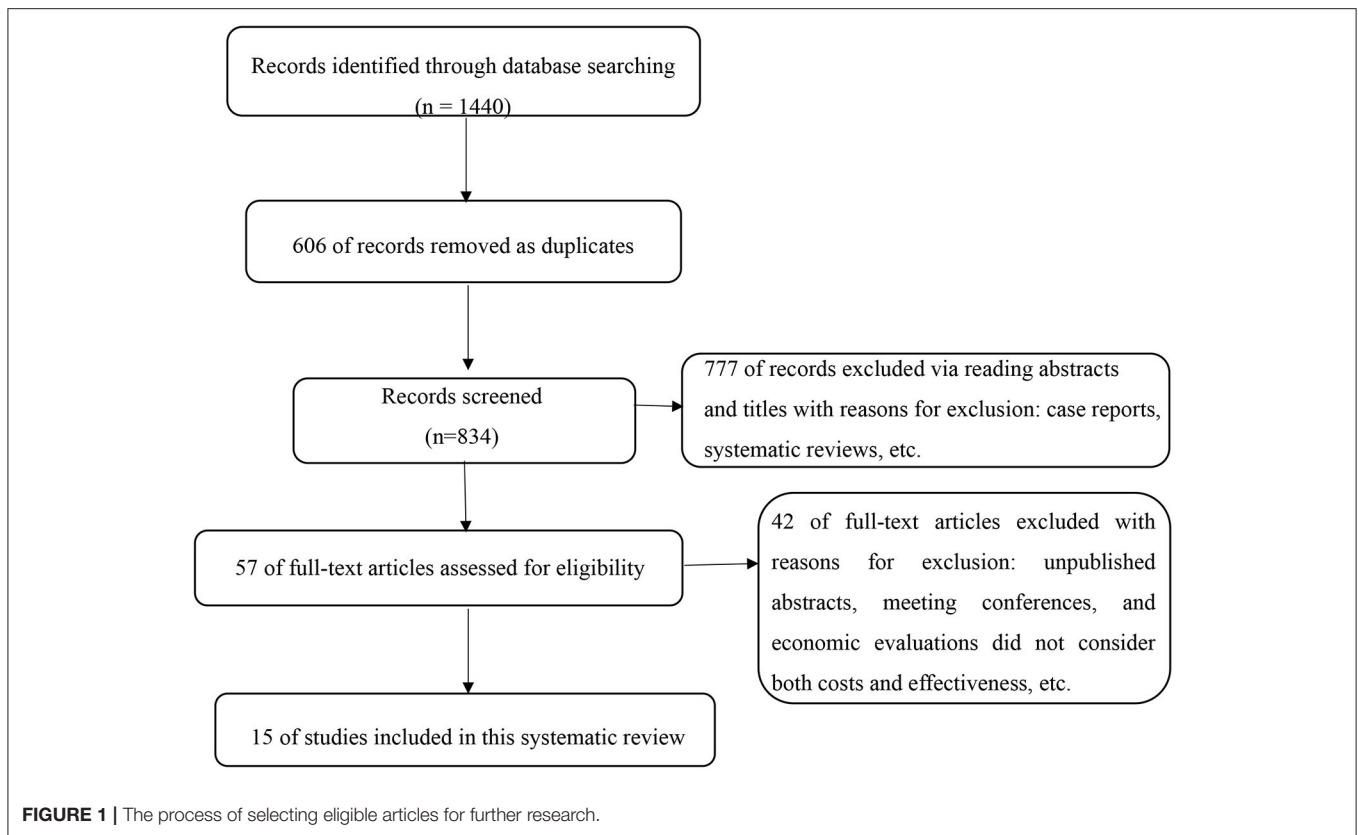 Records identified through database searching
(n = 1440)
606 of records removed as duplicates
Records screened
(n=834)
777 of records excluded via reading abstracts
and titles with reasons for exclusion: case reports,
systematic reviews, etc.
57 of full-text articles assessed for eligibility
42 of full-text articles excluded with
reasons for exclusion: unpublished
abstracts, meeting conferences, and
economic evaluations did not consider
both costs and effectiveness, etc.
15 of studies included in this systematic review
FIGURE 1 | The process of selecting eligible articles for further research.